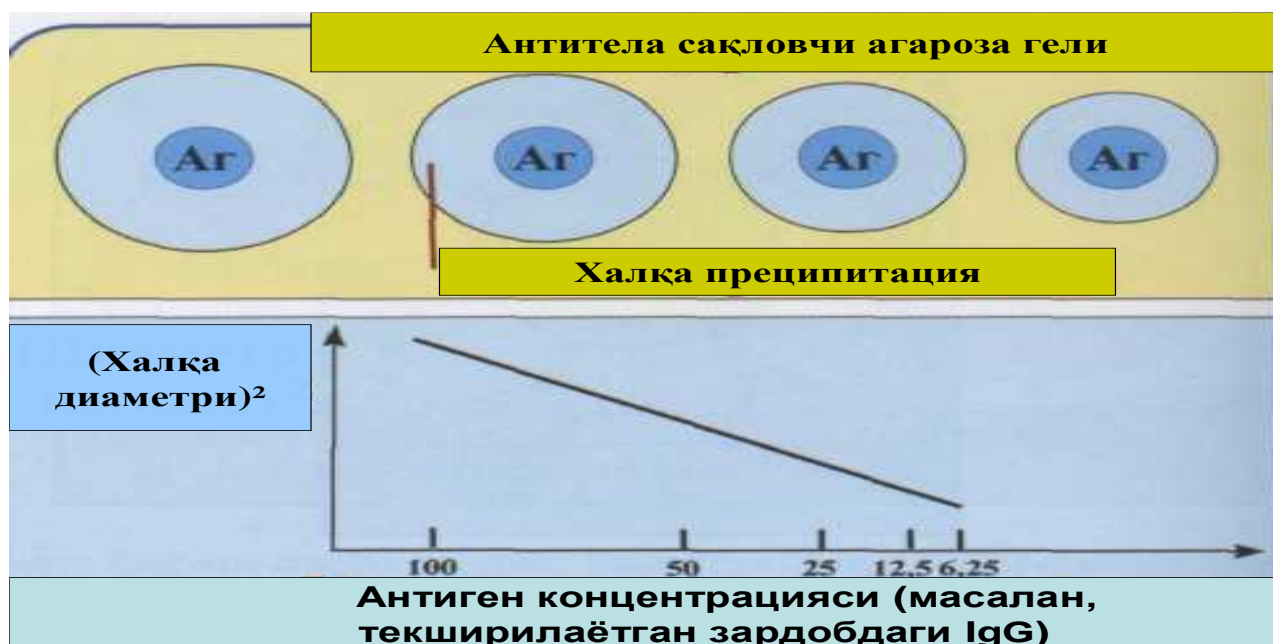 Антитела сақловчи агароза гели
Аг Аг Аг Аг
Халқа преципитация
(Халқа
диаметри)²
100 50 25 12,5 6,25
Антиген концентрацияси (масалан,
текширилаётган зардобдаги IgG)